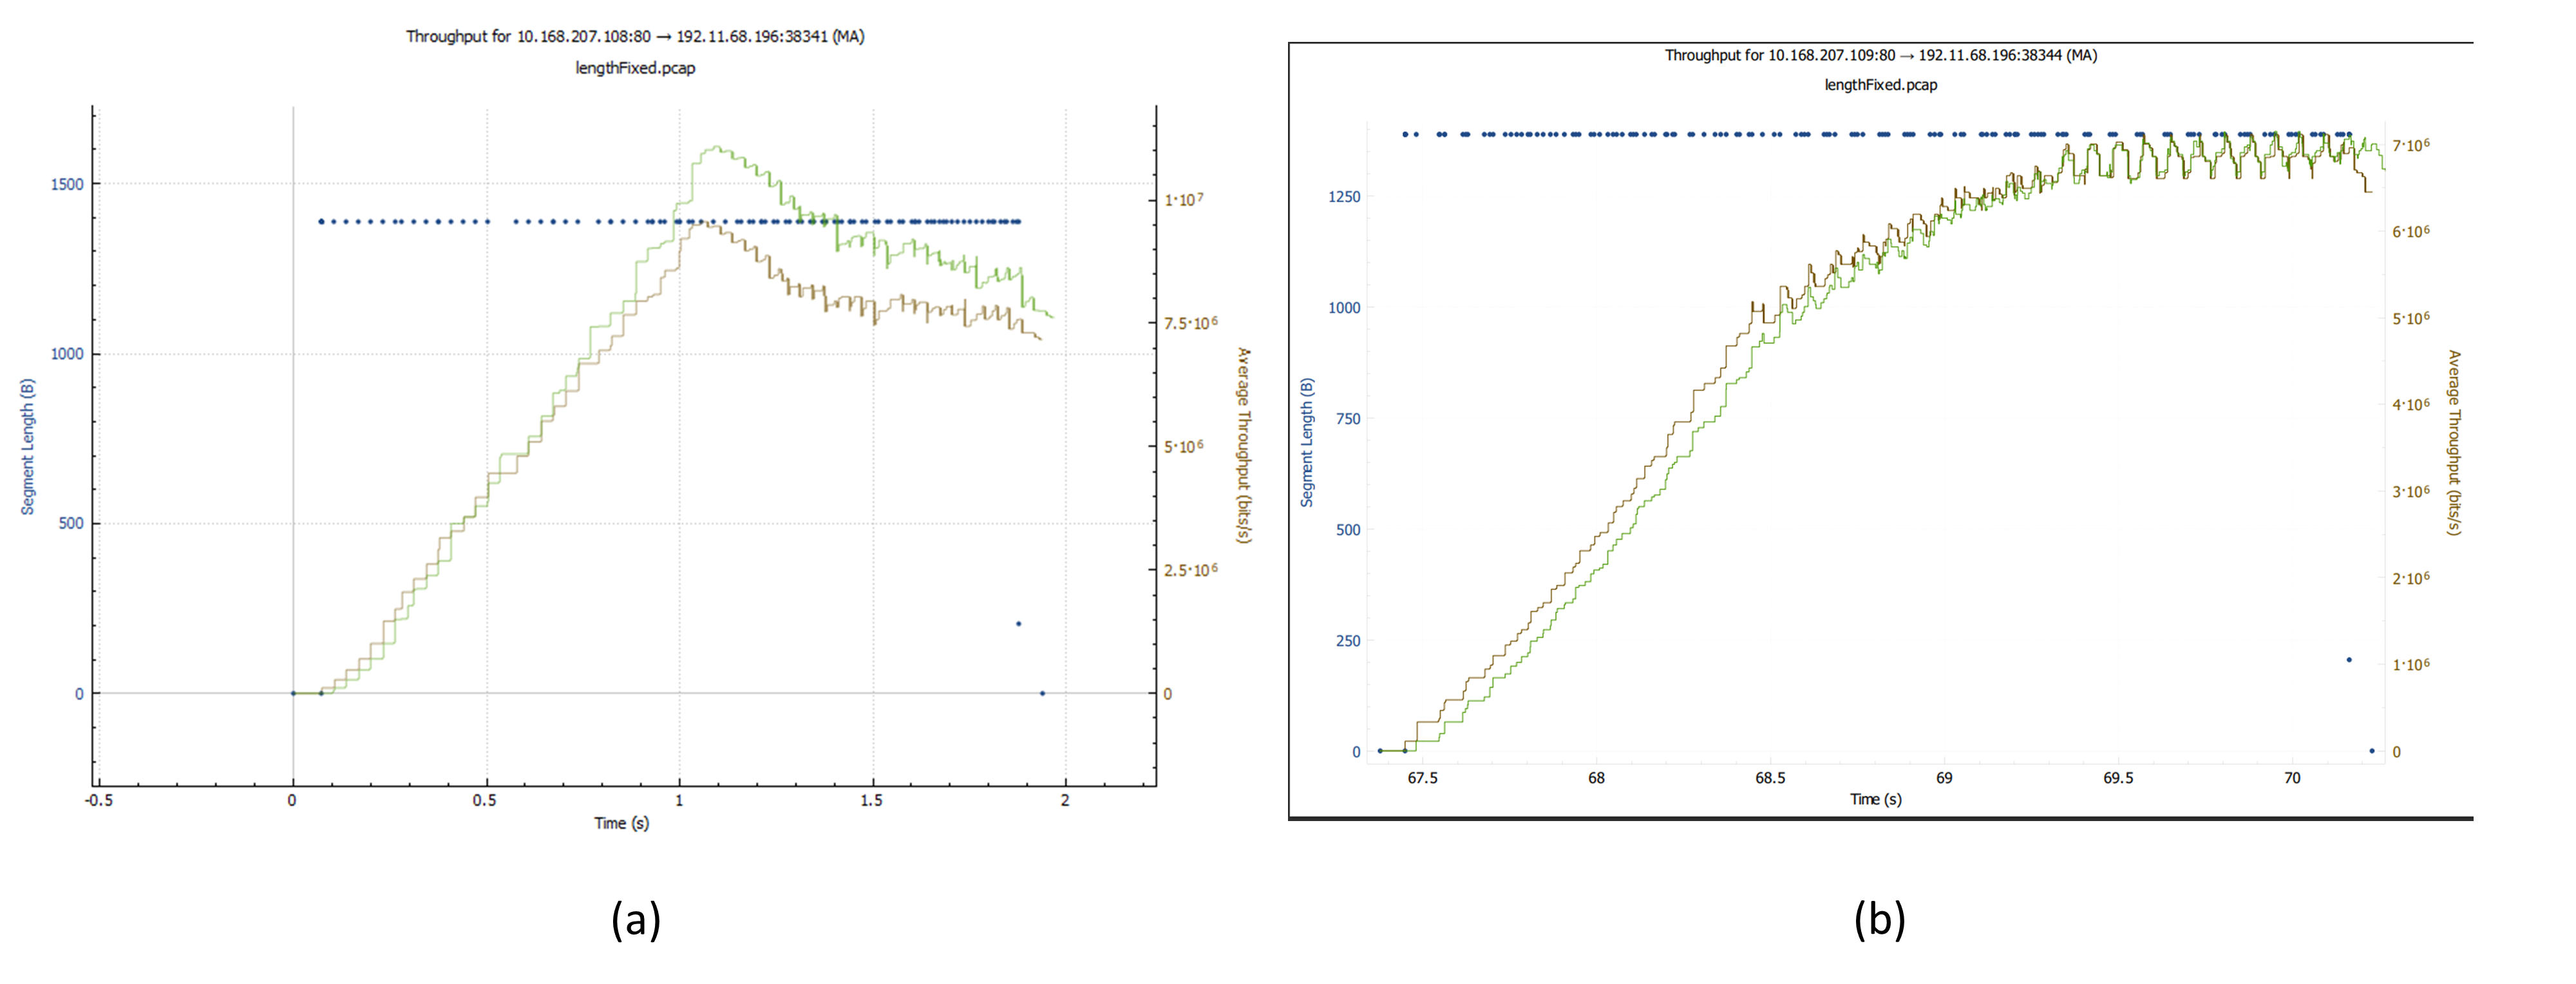 Throughput for 10.168.207.108:80 → 192.11.68.196:38341 (MA)
lengthFixed.pcap
Segment Length (B)
1500
1000
500
0
1·10⁷
7.5·10⁶
5·10⁶
2.5·10⁶
0
Average Throughput (bits/s)
-0.5 0 0.5 1 1.5 2
Time (s)
(a)
Throughput for 10.168.207.109:80 → 192.11.68.196:38344 (MA)
lengthFixed.pcap
Segment Length (B)
1250
1000
750
500
250
0
7·10⁶
6·10⁶
5·10⁶
4·10⁶
3·10⁶
2·10⁶
1·10⁶
0
Average Throughput (bits/s)
67.5 68 68.5 69 69.5 70
Time (s)
(b)